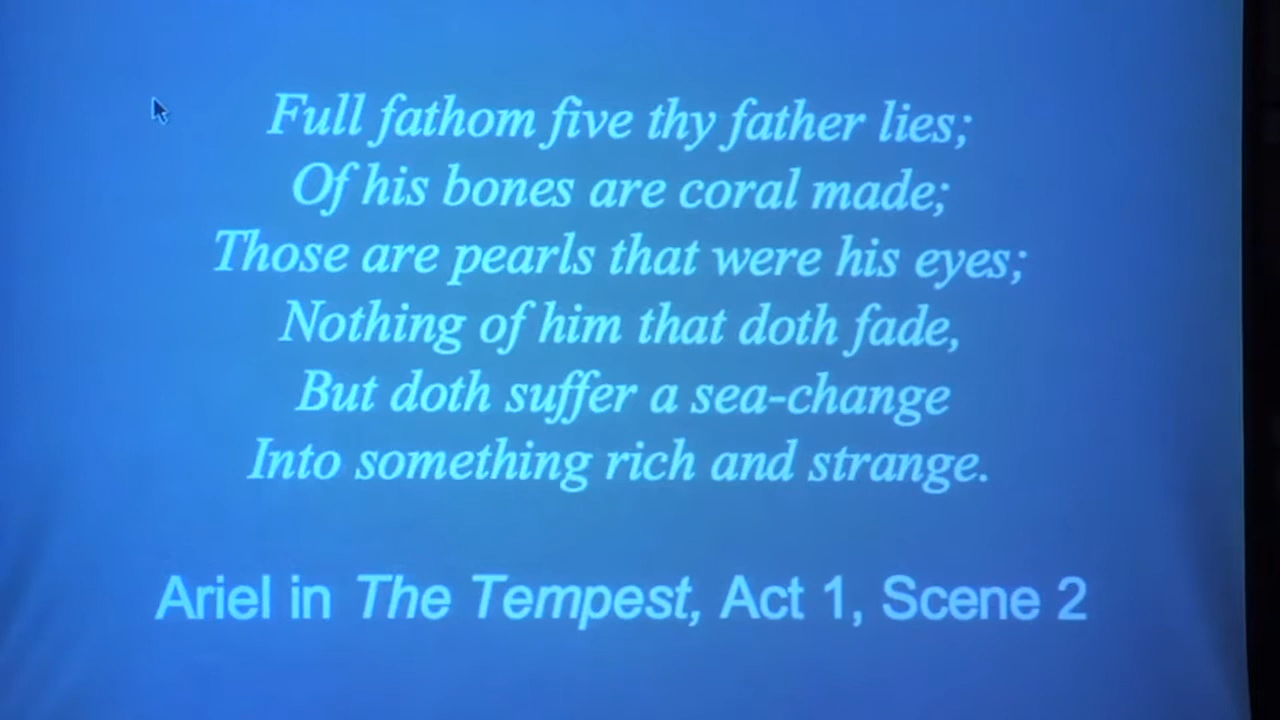 Full fathom five thy father lies;
Of his bones are coral made;
Those are pearls that were his eyes;
Nothing of him that doth fade,
But doth suffer a sea-change
Into something rich and strange.
Ariel in The Tempest, Act 1, Scene 2